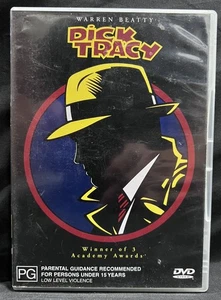 WARREN BEATTY
DICK TRACY
Winner of 3
Academy Awards
PG
PARENTAL GUIDANCE RECOMMENDED
FOR PERSONS UNDER 15 YEARS
LOW LEVEL VIOLENCE
DVD